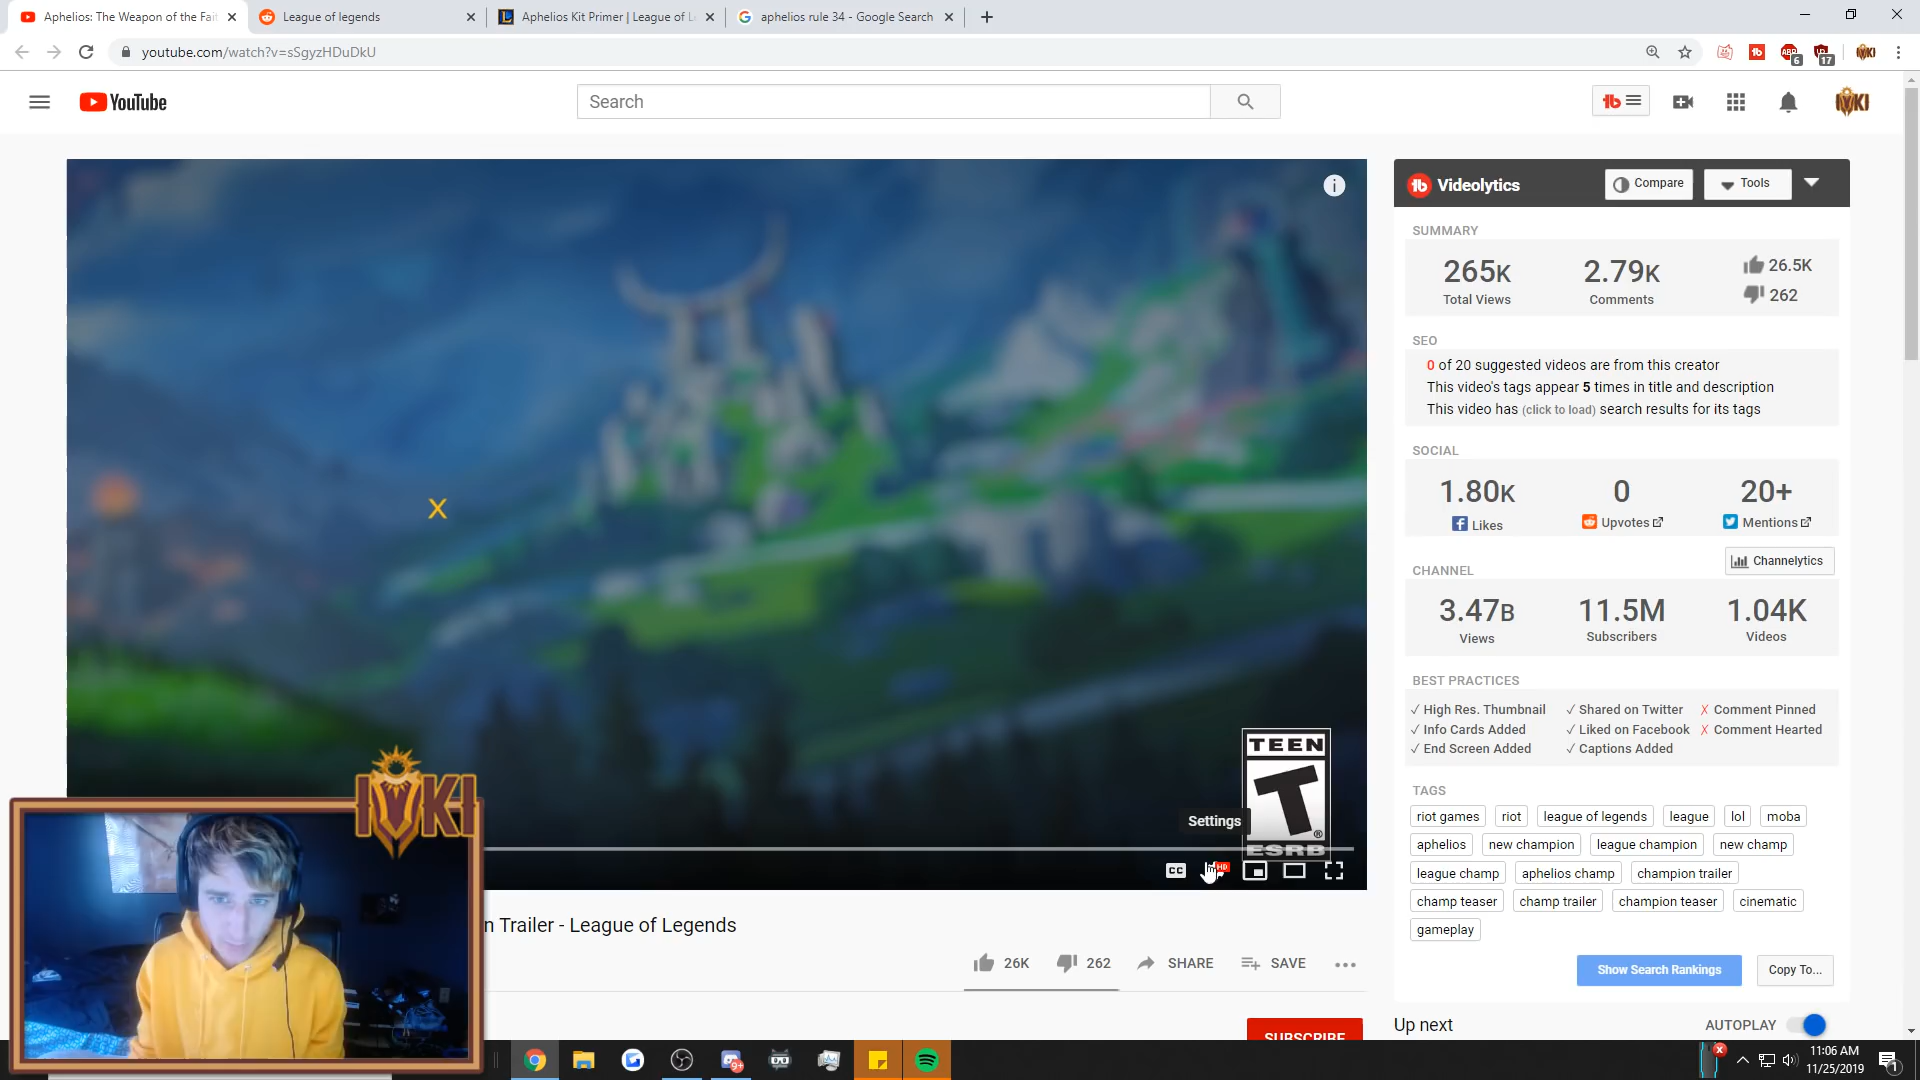 Aphelios: The Weapon of the Fai
League of legends
Aphelios Kit Primer | League of L
aphelios rule 34 - Google Search
youtube.com/watch?v=sSgyzHDuDkU
6
17
IVKI
YouTube
Search
IVKI
i
X
TEEN
T
ESRB
Settings
CC
HD
n Trailer - League of Legends
26K
262
SHARE
SAVE
SUBSCRIBE
IVKI
Videolytics
Compare
Tools
SUMMARY
265K
2.79K
26.5K
262
Total Views
Comments
SEO
0 of 20 suggested videos are from this creator
This video's tags appear 5 times in title and description
This video has (click to load) search results for its tags
SOCIAL
1.80K
0
20+
Likes
Upvotes
Mentions
CHANNEL
Channelytics
3.47B
11.5M
1.04K
Views
Subscribers
Videos
BEST PRACTICES
✓ High Res. Thumbnail ✓ Shared on Twitter X Comment Pinned
✓ Info Cards Added ✓ Liked on Facebook X Comment Hearted
✓ End Screen Added ✓ Captions Added
TAGS
riot games riot league of legends league lol moba
aphelios new champion league champion new champ
league champ aphelios champ champion trailer
champ teaser champ trailer champion teaser cinematic
gameplay
Show Search Rankings
Copy To...
Up next
AUTOPLAY
11:06 AM
11/25/2019